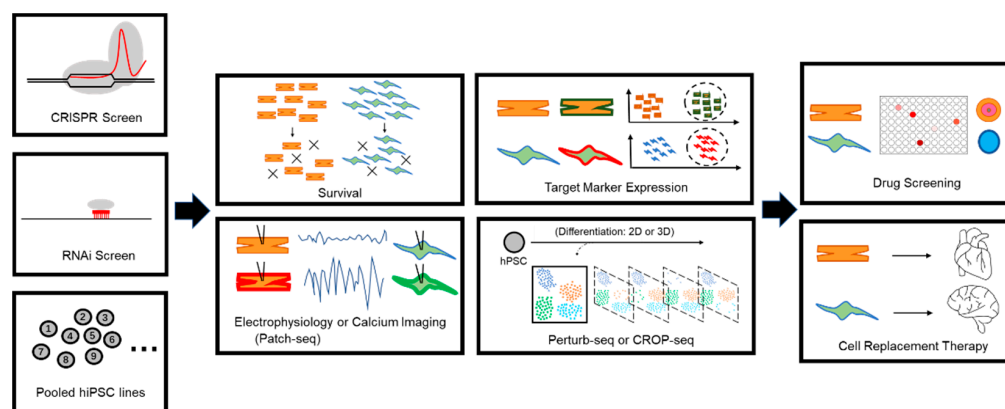 CRISPR Screen
RNAi Screen
1
2
3
4
5
6
7
8
9
...
Pooled hiPSC lines
Survival
Target Marker Expression
Electrophysiology or Calcium Imaging
(Patch-seq)
(Differentiation: 2D or 3D)
hPSC
Perturb-seq or CROP-seq
Drug Screening
Cell Replacement Therapy